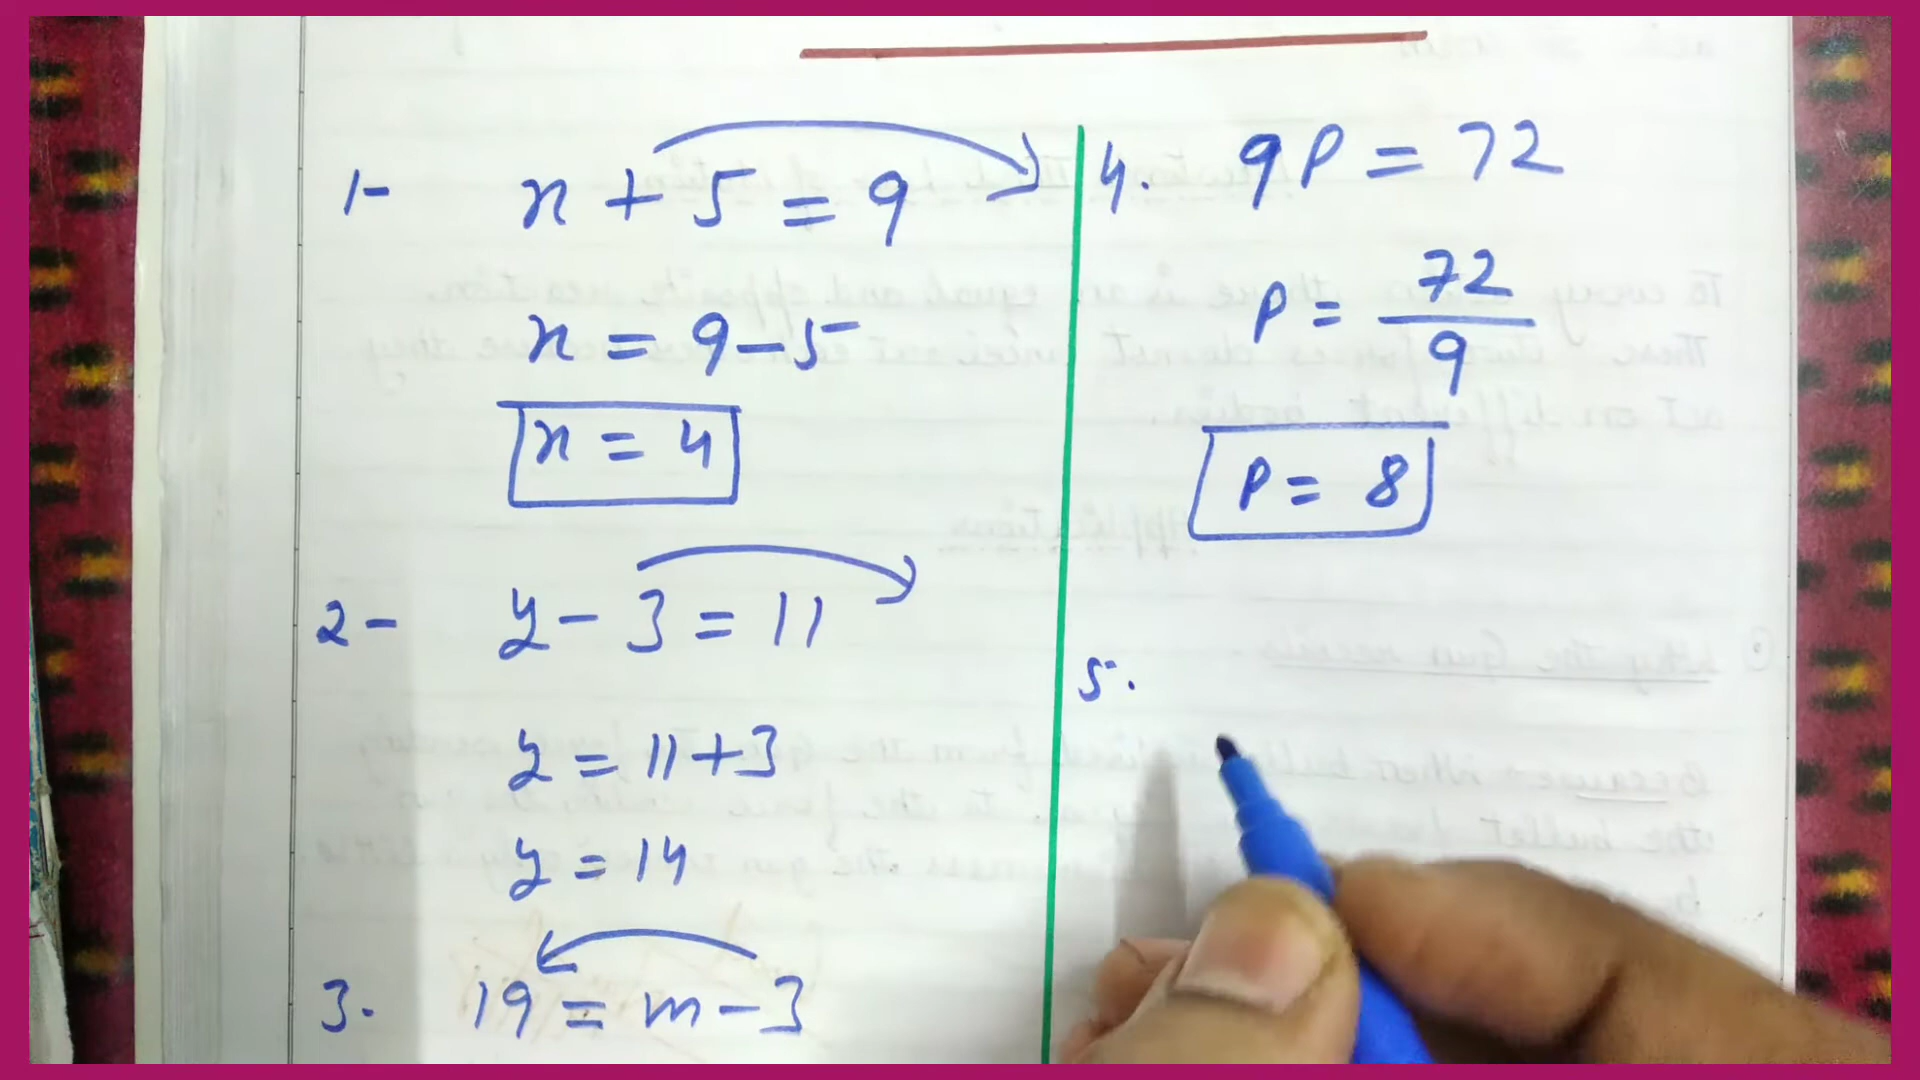 1- x + 5 = 9
x = 9 - 5
x = 4
2- y - 3 = 11
y = 11 + 3
y = 14
3. 19 = m - 3
4. 9P = 72
P = 72/9
P = 8
5.